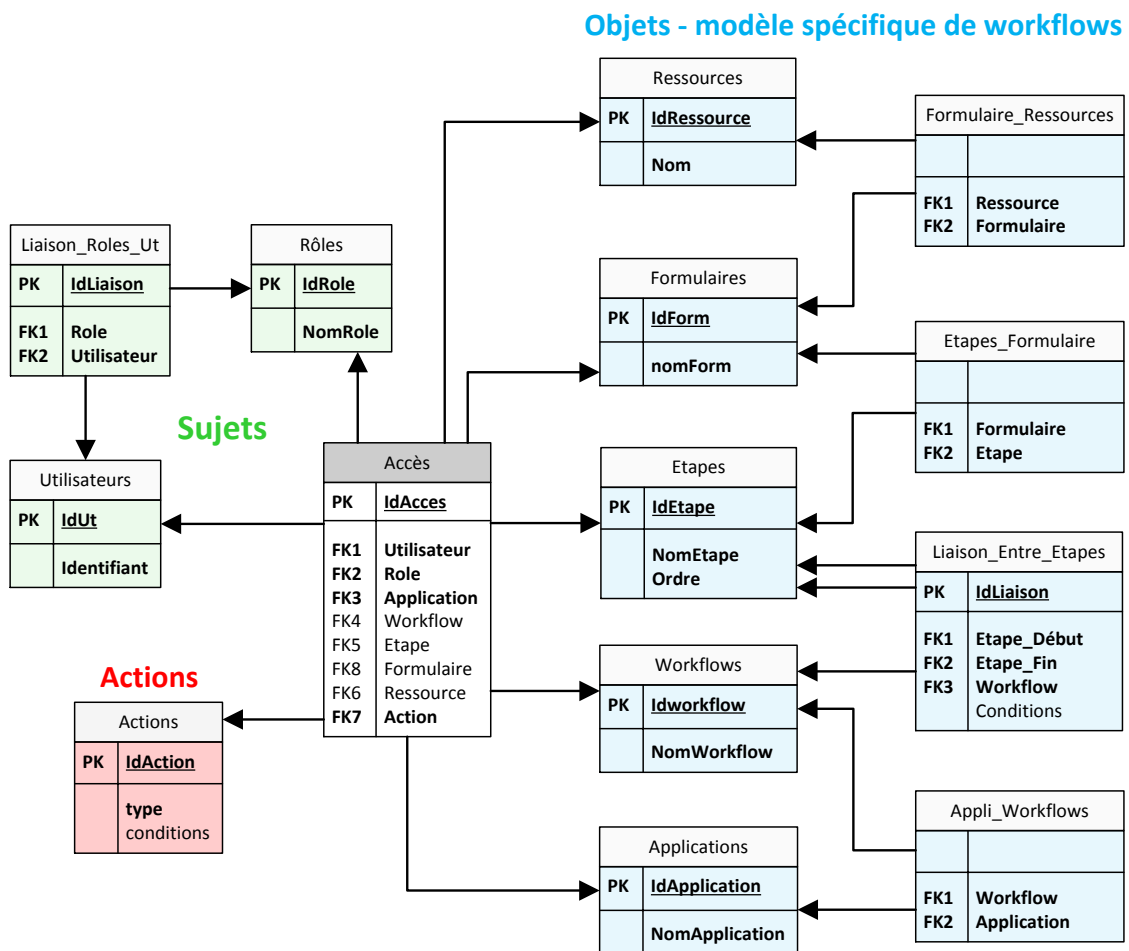 Objets - modèle spécifique de workflows
Ressources
PK IdRessource
Nom
Formulaire_Ressources
FK1 Ressource
FK2 Formulaire
Liaison_Roles_Ut
PK IdLiaison
FK1 Role
FK2 Utilisateur
Rôles
PK IdRole
NomRole
Formulaires
PK IdForm
nomForm
Etapes_Formulaire
FK1 Formulaire
FK2 Etape
Sujets
Utilisateurs
PK IdUt
Identifiant
Accès
PK IdAcces
FK1 Utilisateur
FK2 Role
FK3 Application
FK4 Workflow
FK5 Etape
FK8 Formulaire
FK6 Ressource
FK7 Action
Etapes
PK IdEtape
NomEtape
Ordre
Liaison_Entre_Etapes
PK IdLiaison
FK1 Etape_Début
FK2 Etape_Fin
FK3 Workflow
Conditions
Actions
Actions
PK IdAction
type
conditions
Workflows
PK Idworkflow
NomWorkflow
Appli_Workflows
FK1 Workflow
FK2 Application
Applications
PK IdApplication
NomApplication